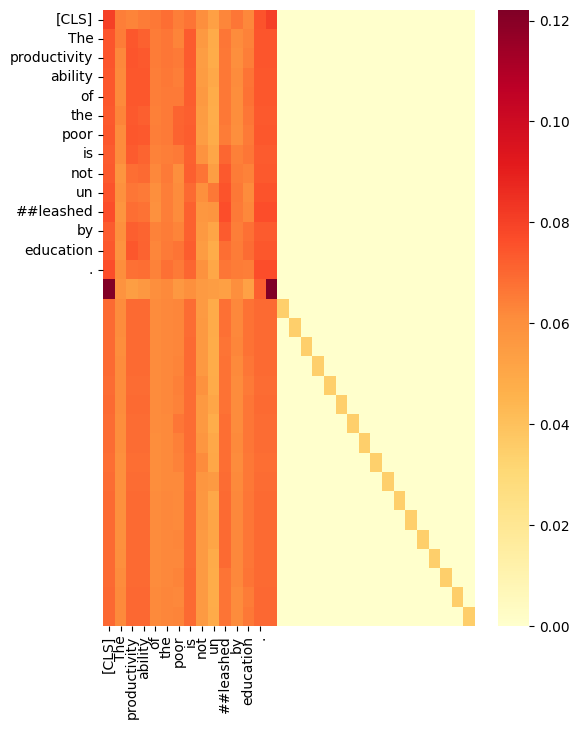 [CLS]
The
productivity
ability
of
the
poor
is
not
un
##leashed
by
education
.
0.12
0.10
0.08
0.06
0.04
0.02
0.00
[CLS]
The
productivity
ability
of
the
poor
is
not
un
##leashed
by
education
.